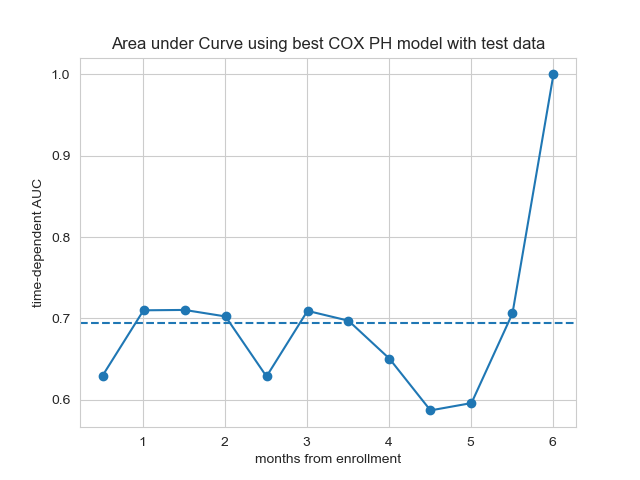 Area under Curve using best COX PH model with test data
time-dependent AUC
1.0
0.9
0.8
0.7
0.6
1 2 3 4 5 6
months from enrollment